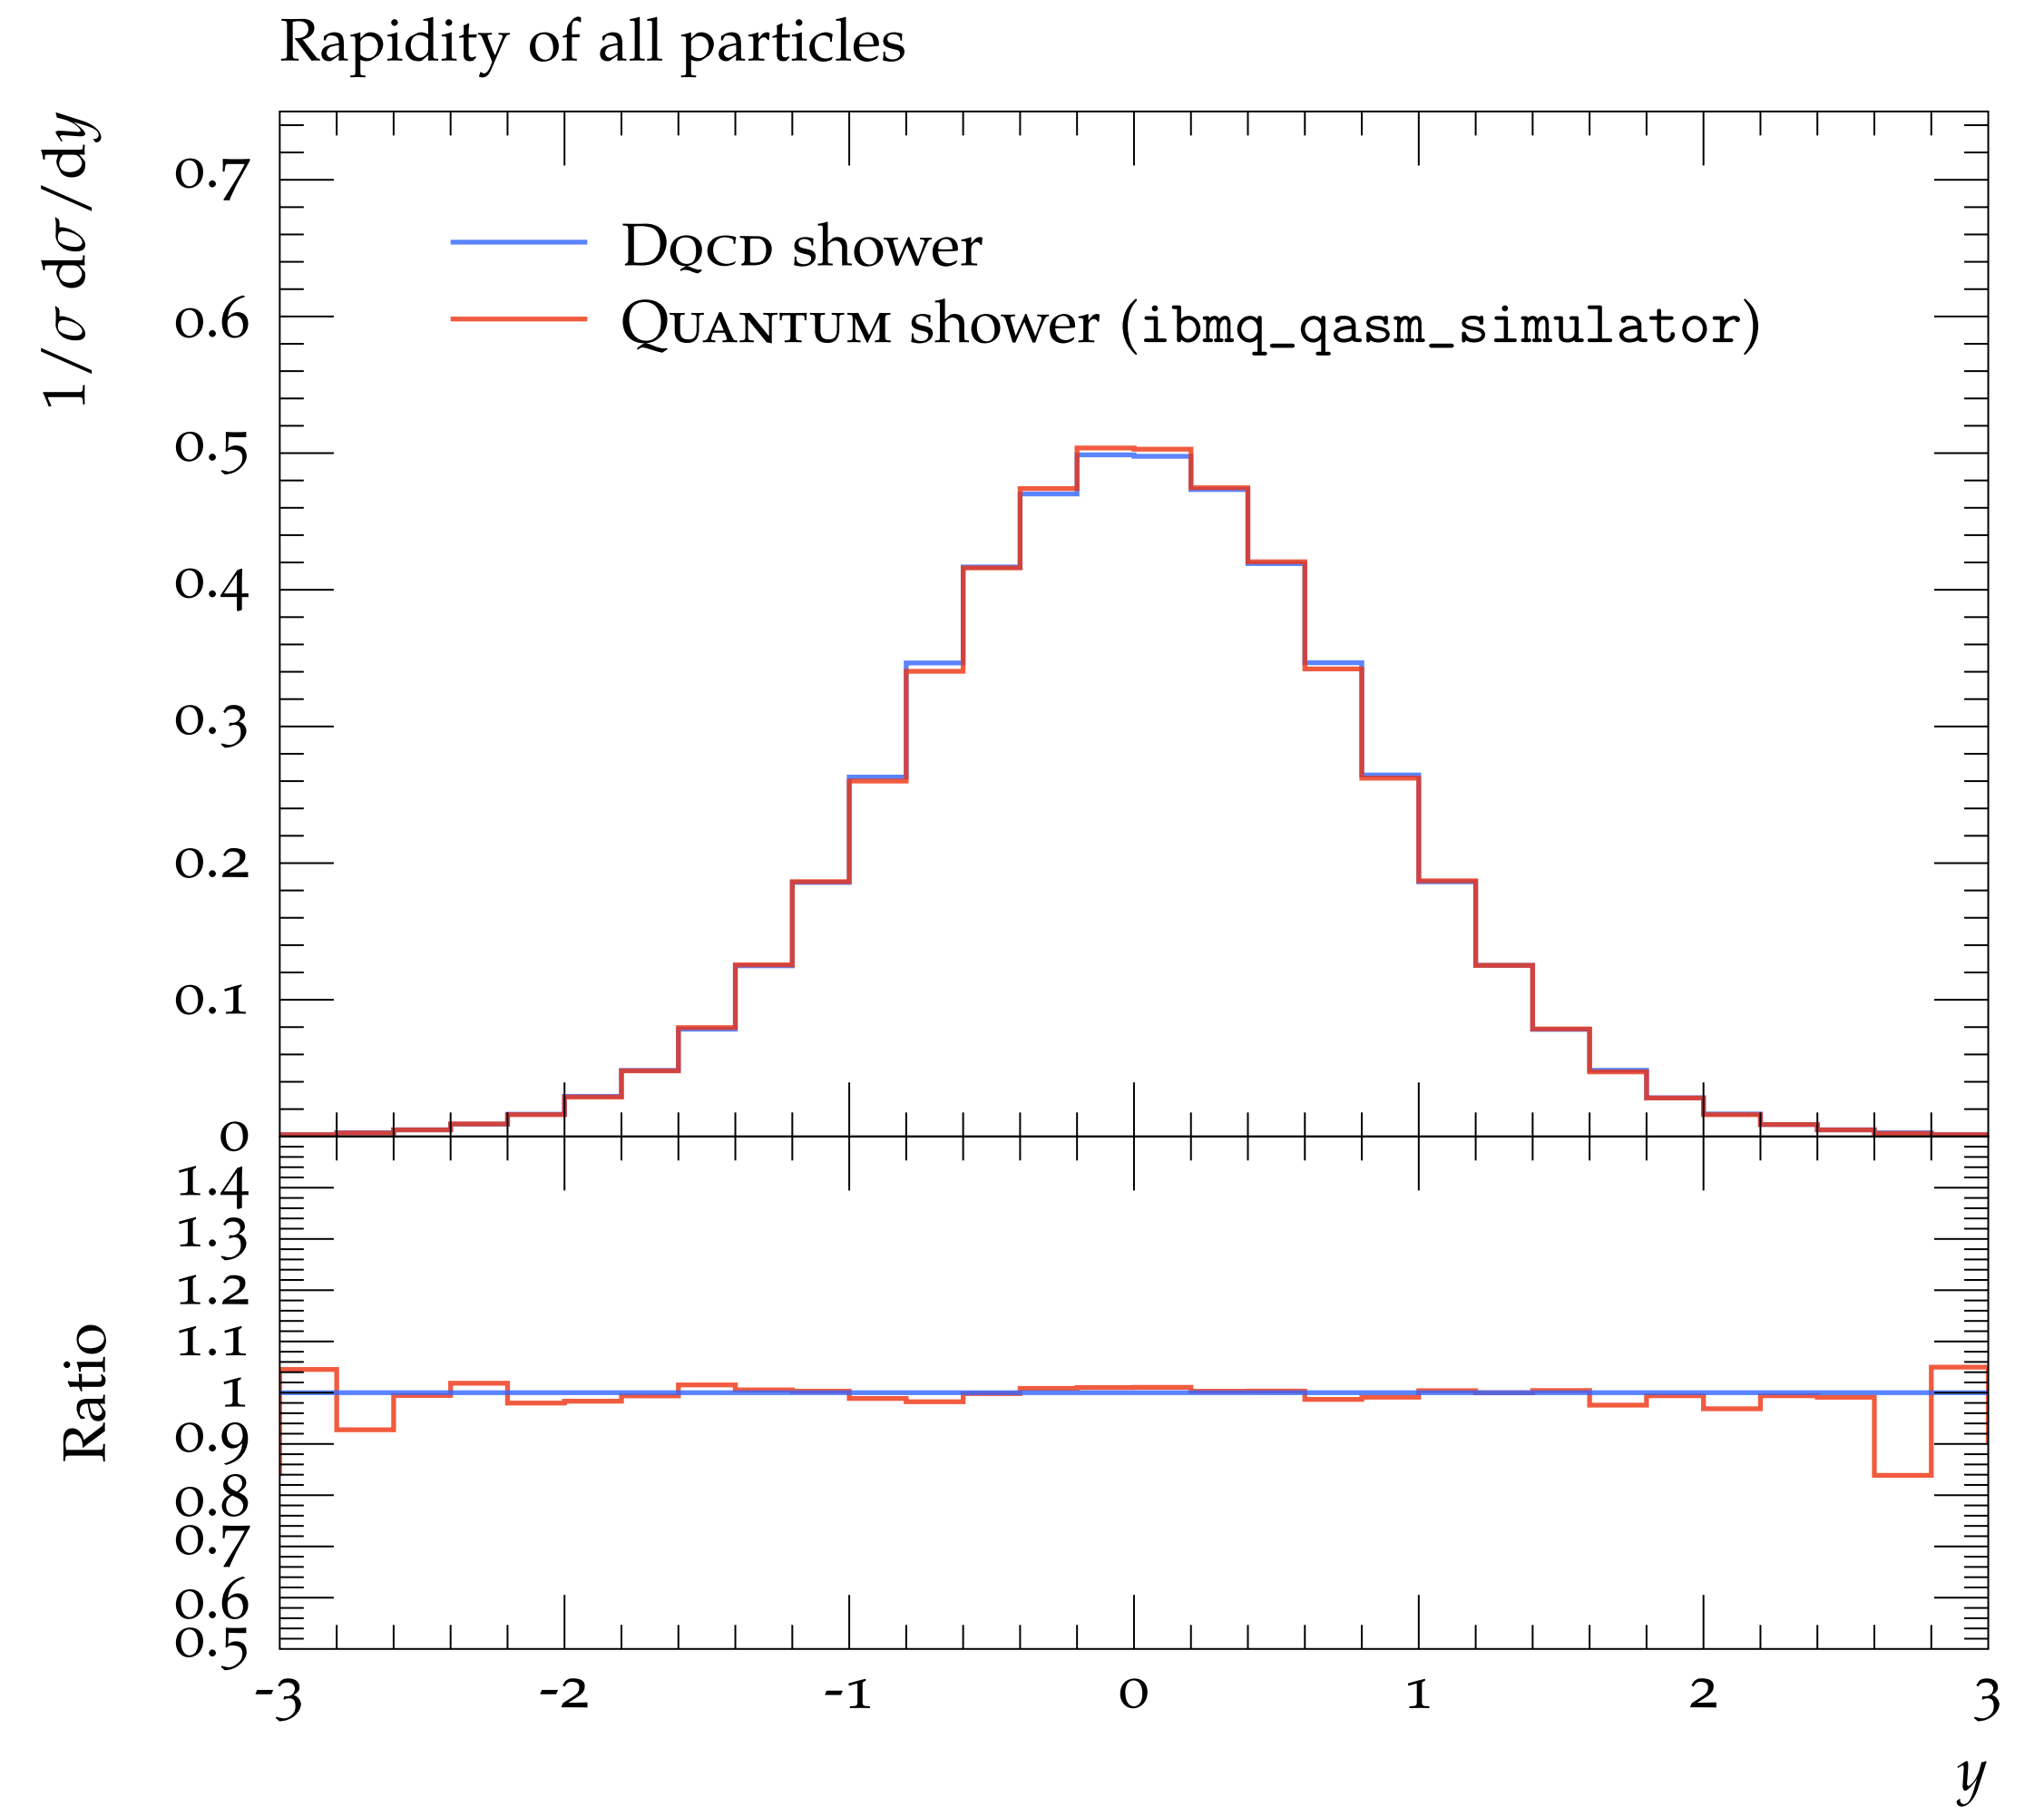 Rapidity of all particles
1/σ dσ/dy
0.7
0.6
0.5
0.4
0.3
0.2
0.1
0
DQCD shower
QUANTUM shower (ibmq_qasm_simulator)
Ratio
1.4
1.3
1.2
1.1
1
0.9
0.8
0.7
0.6
0.5
-3 -2 -1 0 1 2 3
y